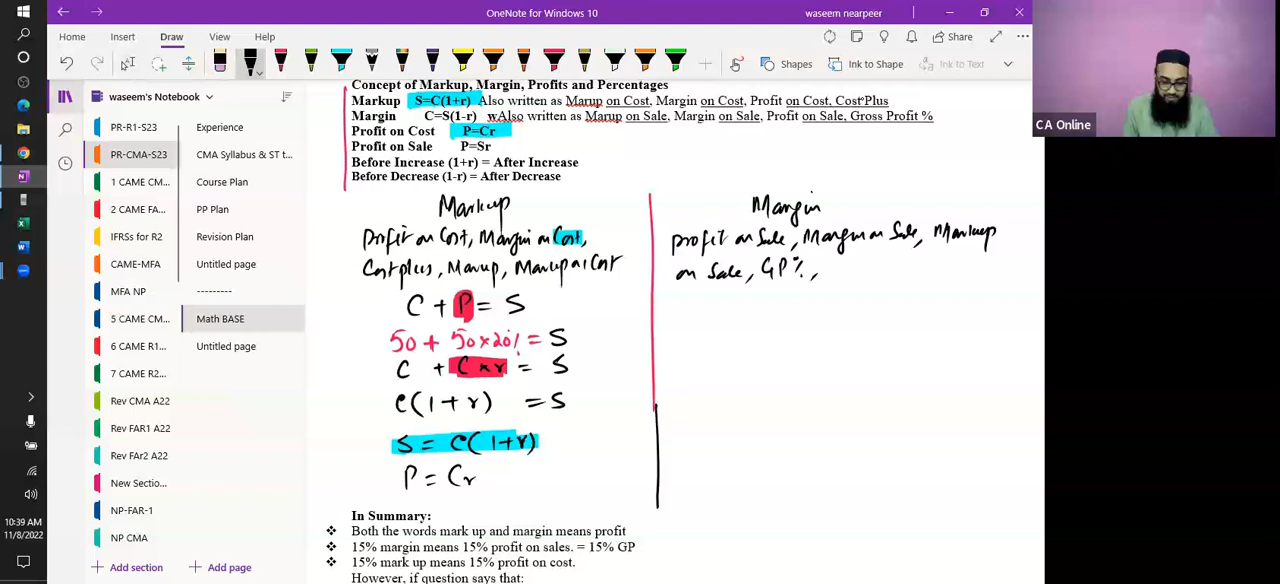 OneNote for Windows 10
waseem nearpeer
Home Insert Draw View Help
Share
Shapes
Ink to Shape
Ink to Text
waseem's Notebook
PR-R1-S23
PR-CMA-S23
1 CAME CM...
2 CAME FA...
IFRSs for R2
CAME-MFA
MFA NP
5 CAME CM...
6 CAME R1...
7 CAME R2...
Rev CMA A22
Rev FAR1 A22
Rev FAr2 A22
New Sectio...
NP-FAR-1
NP CMA
Add section
Experience
CMA Syllabus & ST t...
Course Plan
PP Plan
Revision Plan
Untitled page
---------
Math BASE
Untitled page
Add page
Concept of Markup, Margin, Profits and Percentages
Markup S=C(1+r) Also written as Marup on Cost, Margin on Cost, Profit on Cost, Cost Plus
Margin C=S(1-r) wAlso written as Marup on Sale, Margin on Sale, Profit on Sale, Gross Profit %
Profit on Cost P=Cr
Profit on Sale P=Sr
Before Increase (1+r) = After Increase
Before Decrease (1-r) = After Decrease
Markup
Profit on Cost, Margin on Cost,
Cost plus, Marup, Markup on Cost
C + P = S
50 + 50×20% = S
C + C×r = S
C(1+r) = S
S = C(1+r)
P = Cr
Margin
profit on Sale, Margin on Sale, Markup
on Sale, GP%,
In Summary:
❖ Both the words mark up and margin means profit
❖ 15% margin means 15% profit on sales. = 15% GP
❖ 15% mark up means 15% profit on cost.
However, if question says that:
CA Online
10:39 AM
11/8/2022